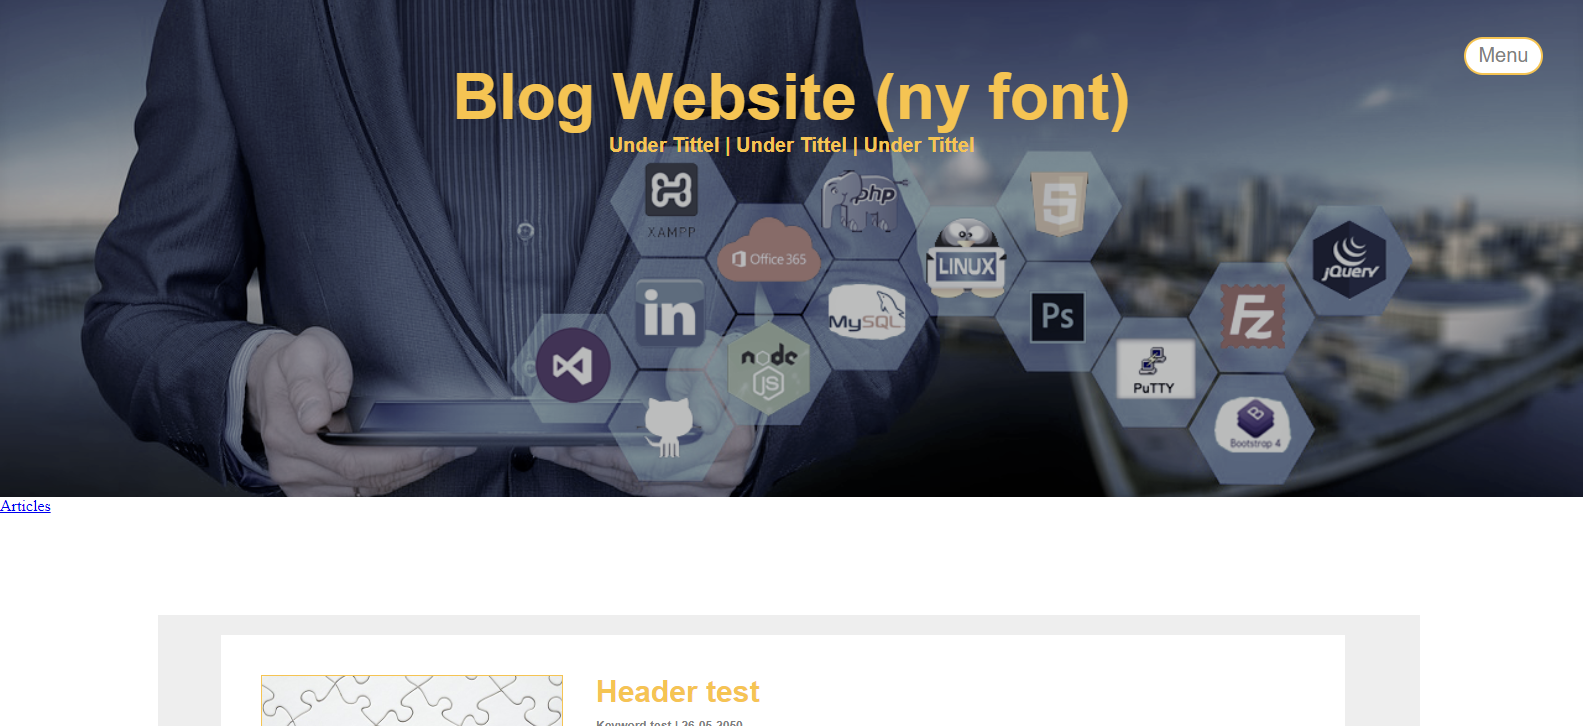 Menu
Blog Website (ny font)
Under Tittel | Under Tittel | Under Tittel
XAMPP
php
Office 365
LINUX
jQuery
in
MySQL
Ps
Fz
node
JS
PuTTY
Bootstrap 4
Articles
Header test
Keyword test | 26-05-2050